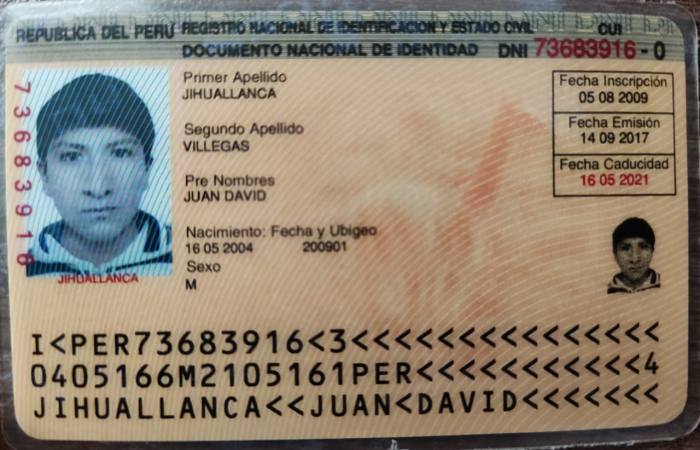 REPUBLICA DEL PERU REGISTRO NACIONAL DE IDENTIFICACION Y ESTADO CIVIL CUI
DOCUMENTO NACIONAL DE IDENTIDAD DNI 73683916 - 0
Primer Apellido
JIHUALLANCA
Segundo Apellido
VILLEGAS
Pre Nombres
JUAN DAVID
Nacimiento: Fecha y Ubigeo
16 05 2004 200901
Sexo
M
Fecha Inscripción
05 08 2009
Fecha Emisión
14 09 2017
Fecha Caducidad
16 05 2021
73683916
JIHUALLANCA
I<PER73683916<3<<<<<<<<<<<<<<<
0405166M2105161PER<<<<<<<<<<<4
JIHUALLANCA<<JUAN<DAVID<<<<<<<